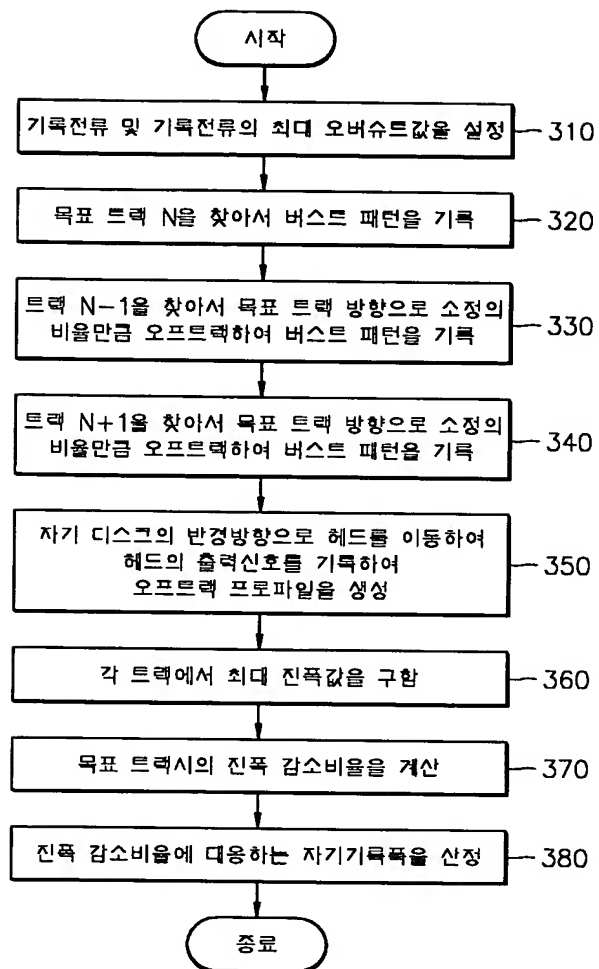 시작
기록전류 및 기록전류의 최대 오버슈트값을 설정
310
목표 트랙 N을 찾아서 버스트 패턴을 기록
320
트랙 N-1을 찾아서 목표 트랙 방향으로 소정의
비율만큼 오프트랙하여 버스트 패턴을 기록
330
트랙 N+1을 찾아서 목표 트랙 방향으로 소정의
비율만큼 오프트랙하여 버스트 패턴을 기록
340
자기 디스크의 반경방향으로 헤드를 이동하여
헤드의 출력신호를 기록하여
오프트랙 프로파일을 생성
350
각 트랙에서 최대 진폭값을 구함
360
목표 트랙시의 진폭 감소비율을 계산
370
진폭 감소비율에 대응하는 자기기록폭을 산정
380
종료